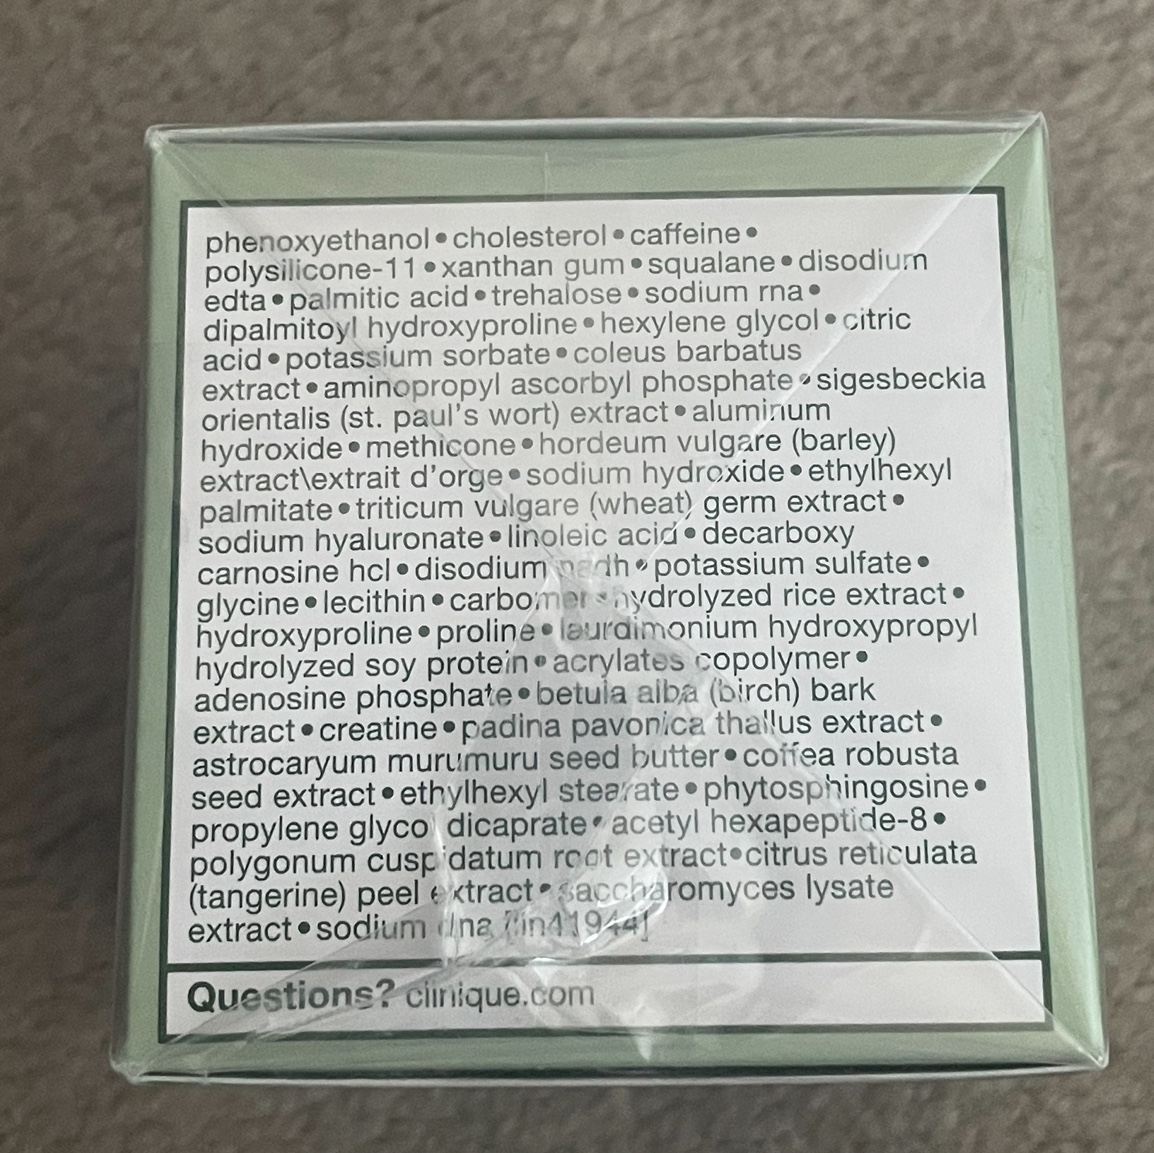 phenoxyethanol • cholesterol • caffeine •
polysilicone-11 • xanthan gum • squalane • disodium
edta • palmitic acid • trehalose • sodium rna •
dipalmitoyl hydroxyproline • hexylene glycol • citric
acid • potassium sorbate • coleus barbatus
extract • aminopropyl ascorbyl phosphate • sigesbeckia
orientalis (st. paul's wort) extract • aluminum
hydroxide • methicone • hordeum vulgare (barley)
extract\extrait d'orge • sodium hydroxide • ethylhexyl
palmitate • triticum vulgare (wheat) germ extract •
sodium hyaluronate • linoleic acid • decarboxy
carnosine hcl • disodium nadh • potassium sulfate •
glycine • lecithin • carbomer • hydrolyzed rice extract •
hydroxyproline • proline • laurdimonium hydroxypropyl
hydrolyzed soy protein • acrylates copolymer •
adenosine phosphate • betula alba (birch) bark
extract • creatine • padina pavonica thallus extract •
astrocaryum murumuru seed butter • coffea robusta
seed extract • ethylhexyl stearate • phytosphingosine •
propylene glycol dicaprate • acetyl hexapeptide-8 •
polygonum cuspidatum root extract • citrus reticulata
(tangerine) peel extract • saccharomyces lysate
extract • sodium dna [iln41944]
Questions? clinique.com